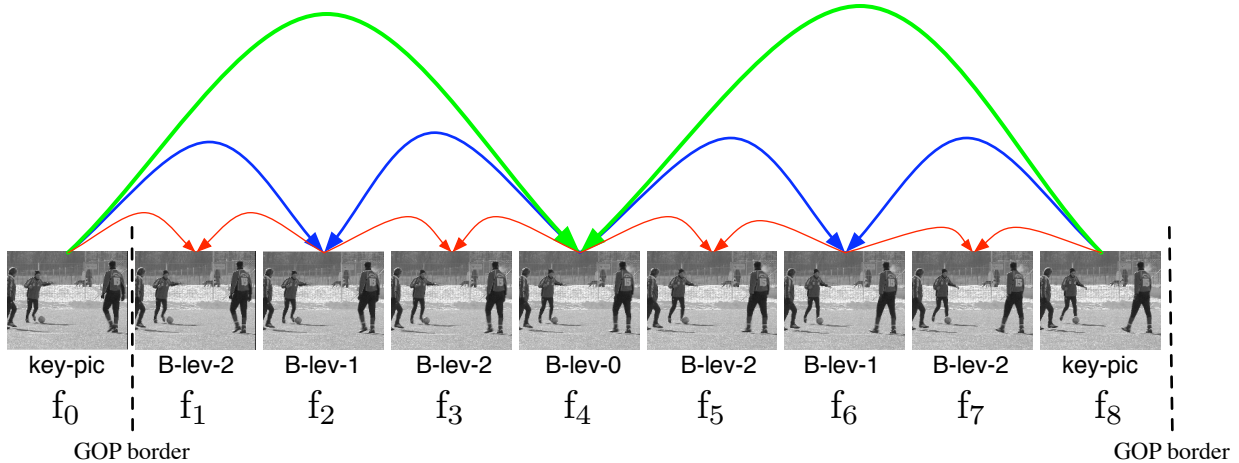 key-pic B-lev-2 B-lev-1 B-lev-2 B-lev-0 B-lev-2 B-lev-1 B-lev-2 key-pic
f0 f1 f2 f3 f4 f5 f6 f7 f8
GOP border GOP border